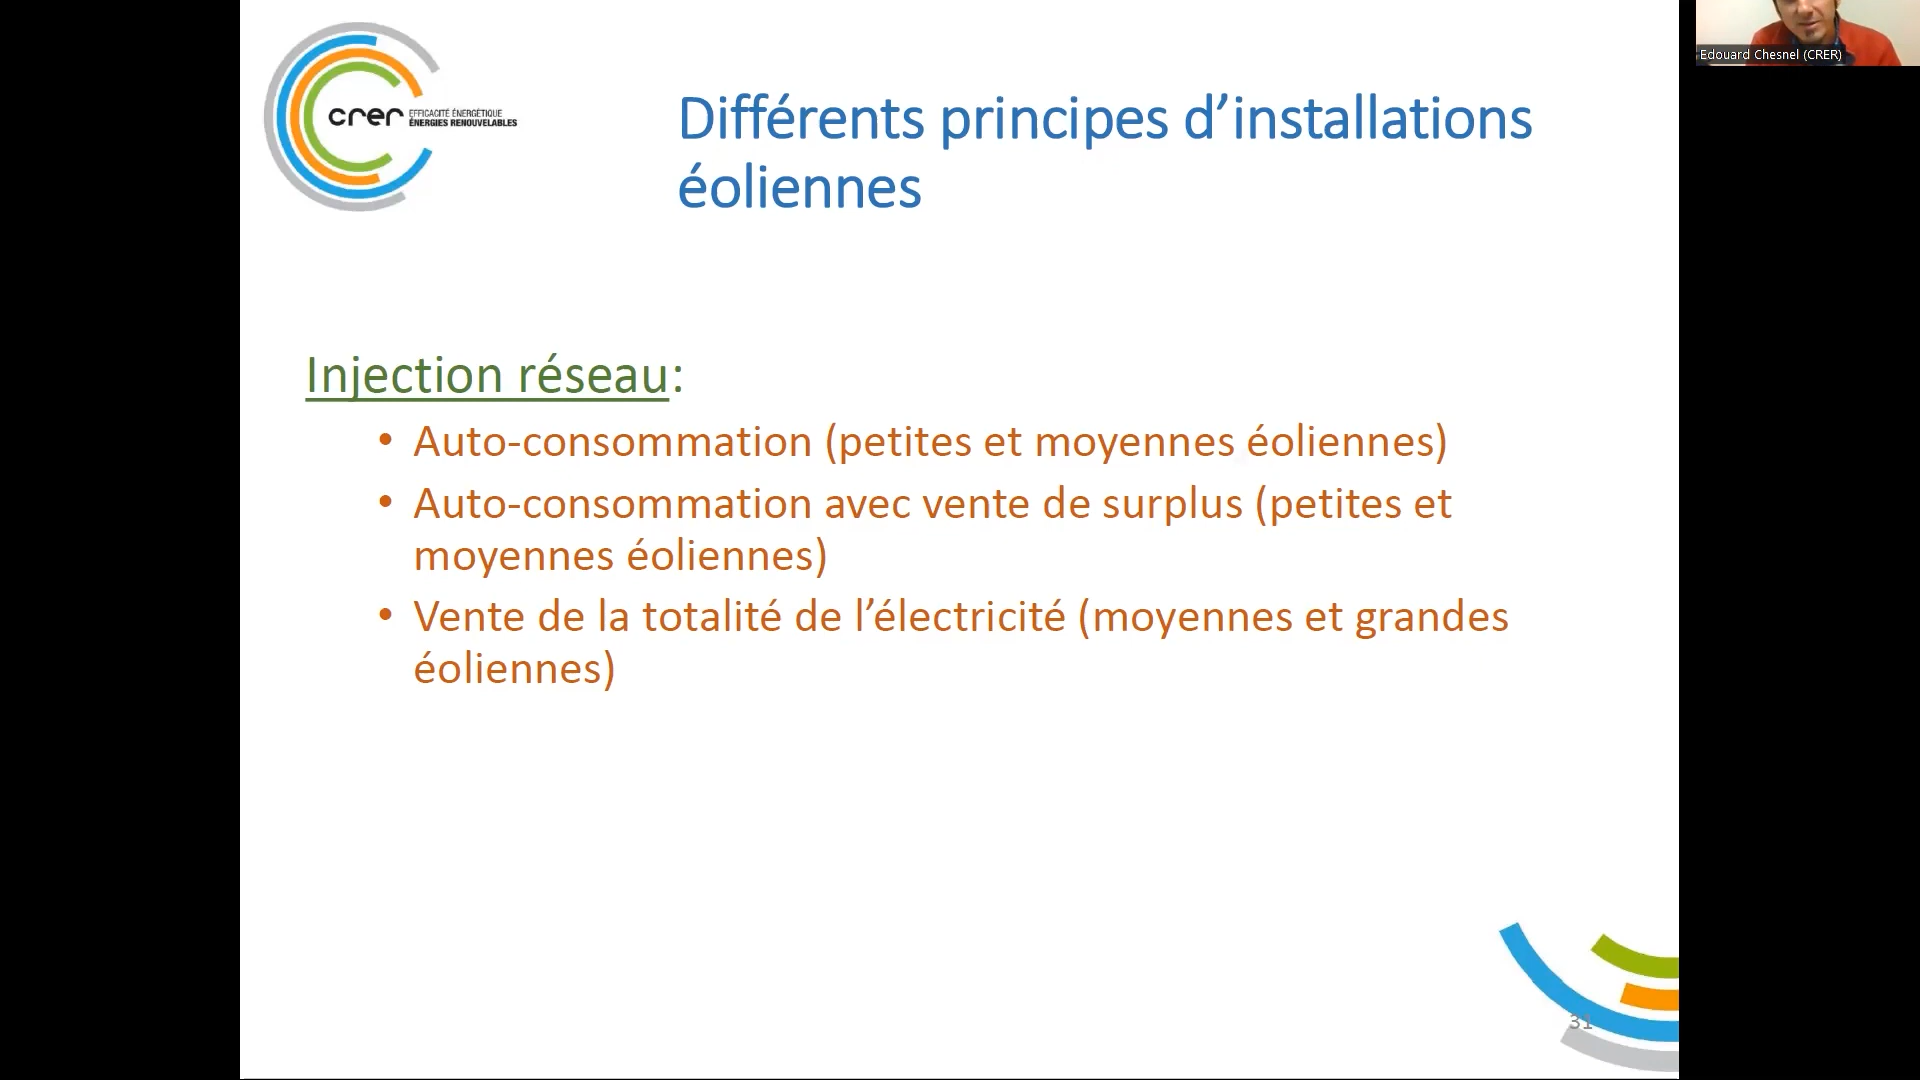 Edouard Chesnel (CRER)
crer EFFICACITÉ ÉNERGÉTIQUE
ÉNERGIES RENOUVELABLES
Différents principes d’installations
éoliennes
Injection réseau:
• Auto-consommation (petites et moyennes éoliennes)
• Auto-consommation avec vente de surplus (petites et
moyennes éoliennes)
• Vente de la totalité de l’électricité (moyennes et grandes
éoliennes)
31